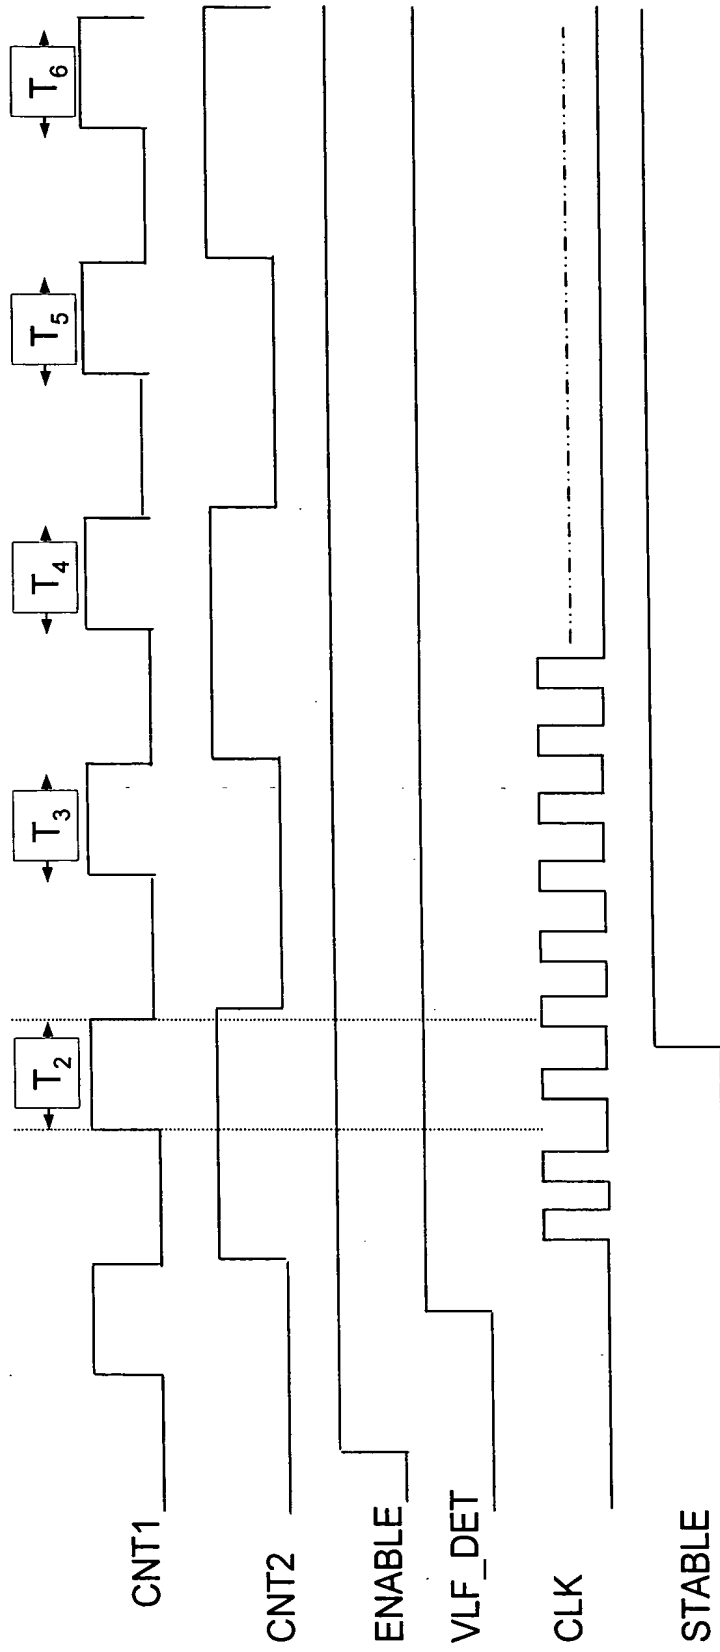 T2 T3 T4 T5 T6
CNT1
CNT2
ENABLE
VLF_DET
CLK
STABLE